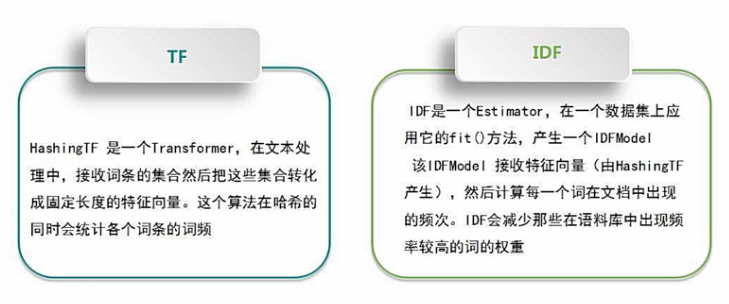 TF
HashingTF 是一个Transformer，在文本处
理中，接收词条的集合然后把这些集合转化
成固定长度的特征向量。这个算法在哈希的
同时会统计各个词条的词频
IDF
IDF是一个Estimator，在一个数据集上应
用它的fit()方法，产生一个IDFModel
该IDFModel 接收特征向量（由HashingTF
产生），然后计算每一个词在文档中出现
的频次。IDF会减少那些在语料库中出现频
率较高的词的权重